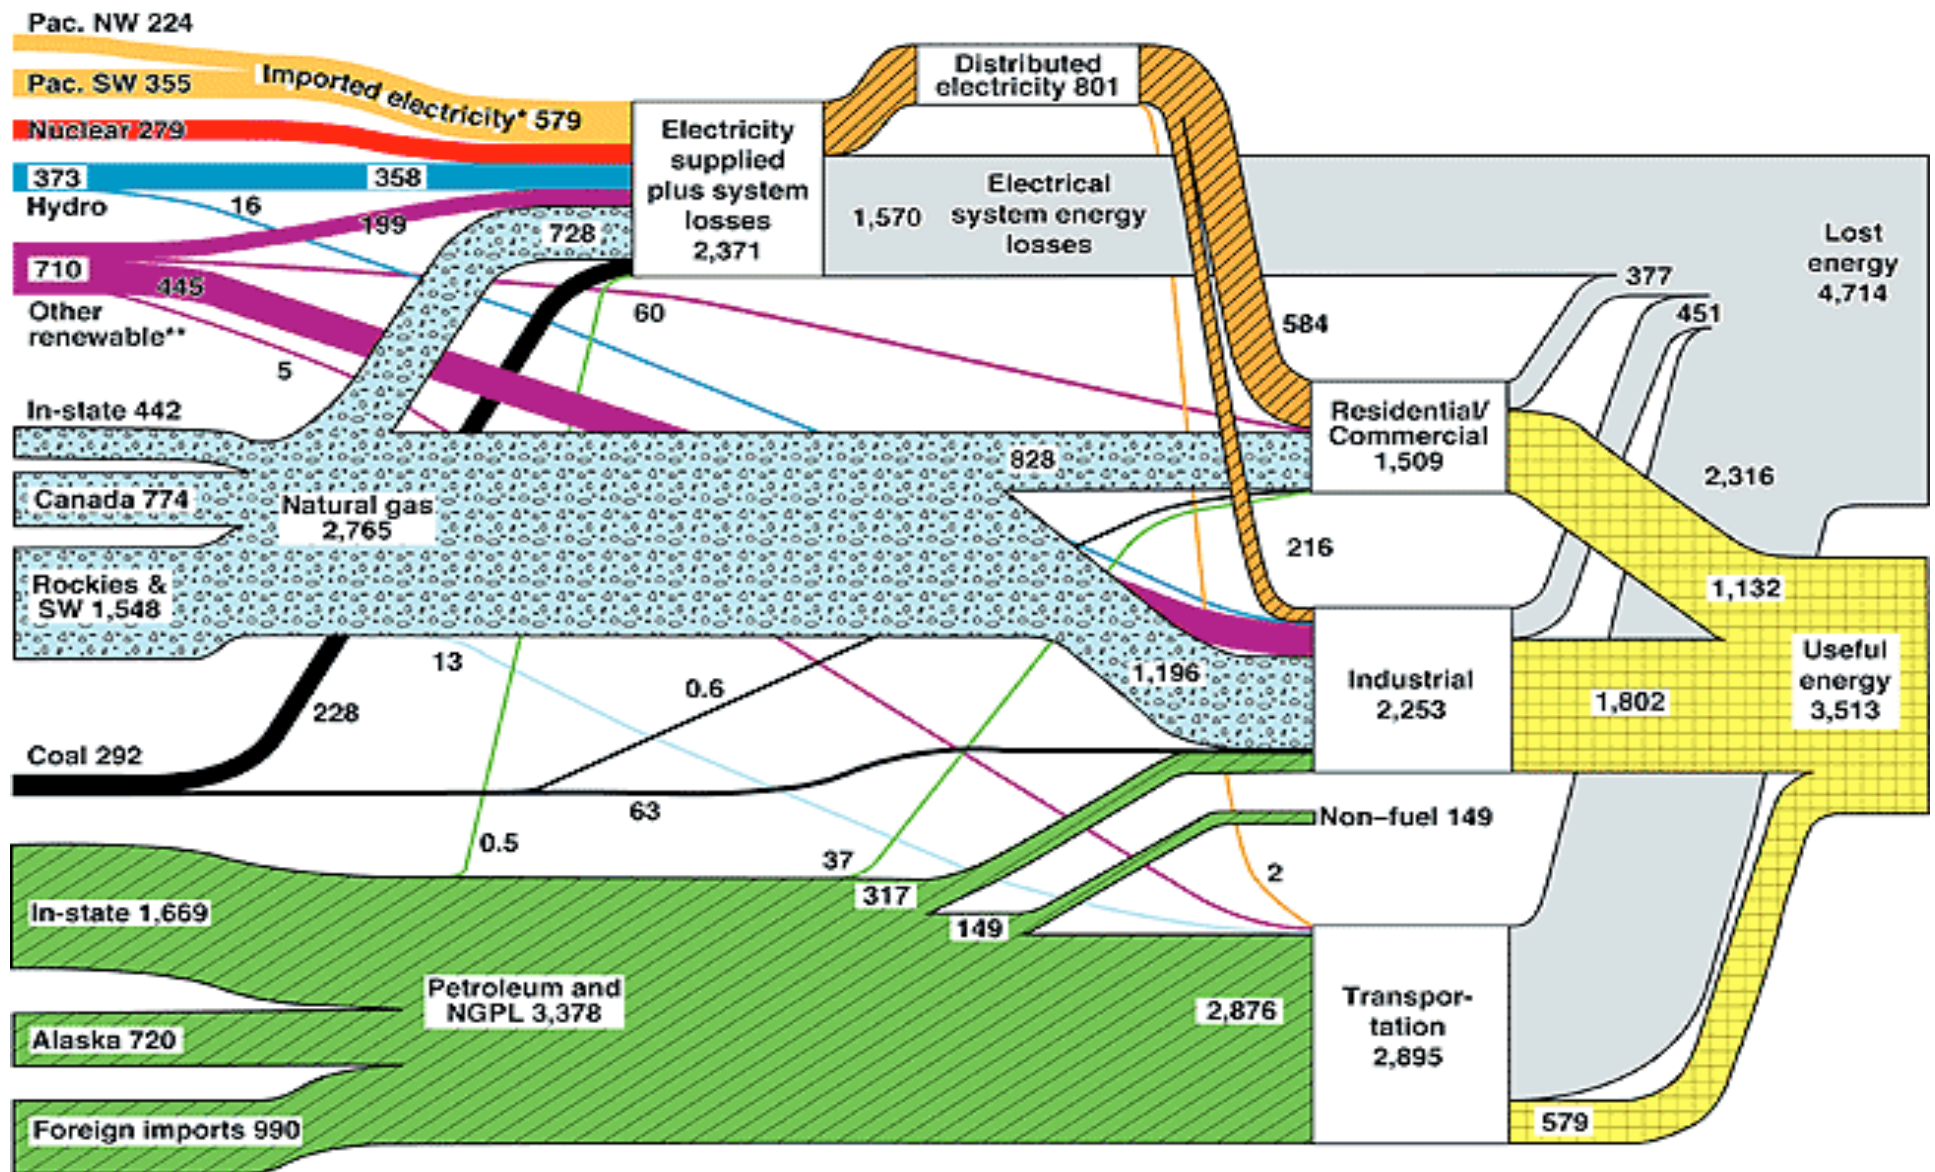 Pac. NW 224
Pac. SW 355
Imported electricity* 579
Nuclear 279
373
358
Hydro
16
199
710
445
Other
renewable**
5
728
60
Electricity
supplied
plus system
losses
2,371
Distributed
electricity 801
1,570
Electrical
system energy
losses
Lost
energy
4,714
377
451
584
In-state 442
Canada 774
Natural gas
2,765
Rockies &
SW 1,548
828
Residential/
Commercial
1,509
2,316
216
1,132
13
0.6
1,196
Industrial
2,253
1,802
Useful
energy
3,513
228
Coal 292
63
0.5
37
317
149
Non–fuel 149
2
In-state 1,669
Petroleum and
NGPL 3,378
Alaska 720
Foreign imports 990
2,876
Transpor-
tation
2,895
579